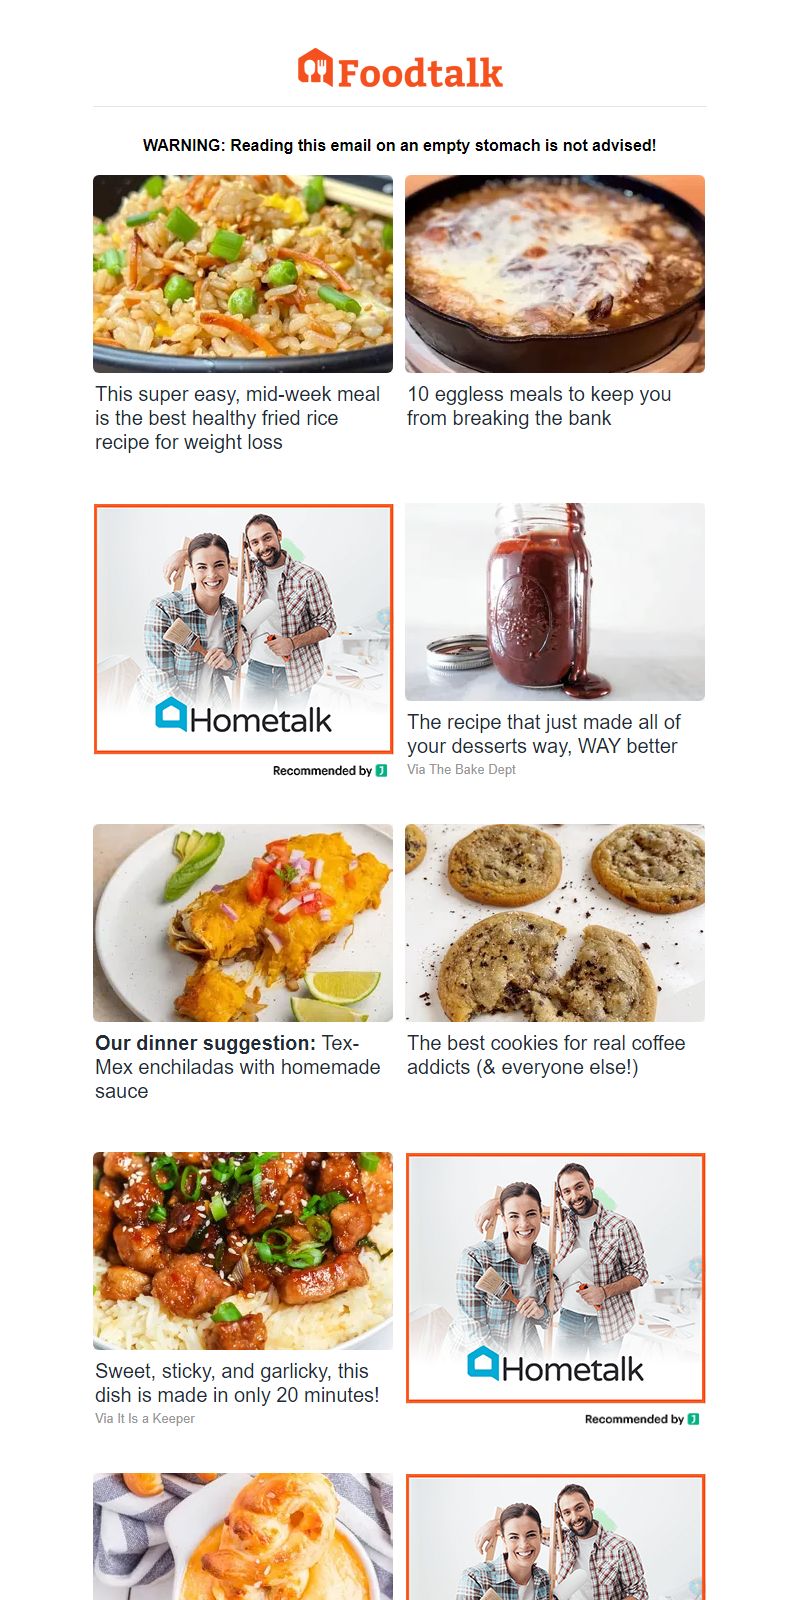 Foodtalk
WARNING: Reading this email on an empty stomach is not advised!
This super easy, mid-week meal
is the best healthy fried rice
recipe for weight loss
10 eggless meals to keep you
from breaking the bank
Hometalk
Recommended by J
The recipe that just made all of
your desserts way, WAY better
Via The Bake Dept
Our dinner suggestion: Tex-
Mex enchiladas with homemade
sauce
The best cookies for real coffee
addicts (& everyone else!)
Sweet, sticky, and garlicky, this
dish is made in only 20 minutes!
Via It Is a Keeper
Hometalk
Recommended by J